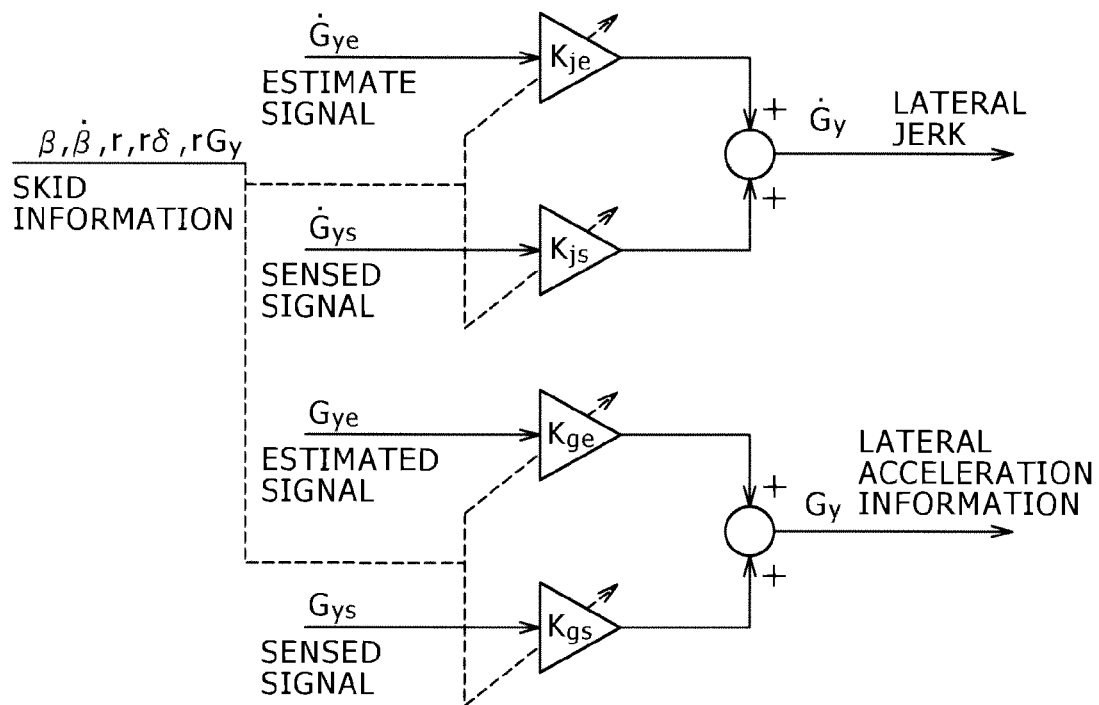 Ġye
ESTIMATE
SIGNAL
Kje
β,β̇,r,rδ,rGy
SKID
INFORMATION
Ġys
SENSED
SIGNAL
Kjs
+
+
Ġy
LATERAL
JERK
Gye
ESTIMATED
SIGNAL
Kge
Gys
SENSED
SIGNAL
Kgs
+
+
Gy
LATERAL
ACCELERATION
INFORMATION